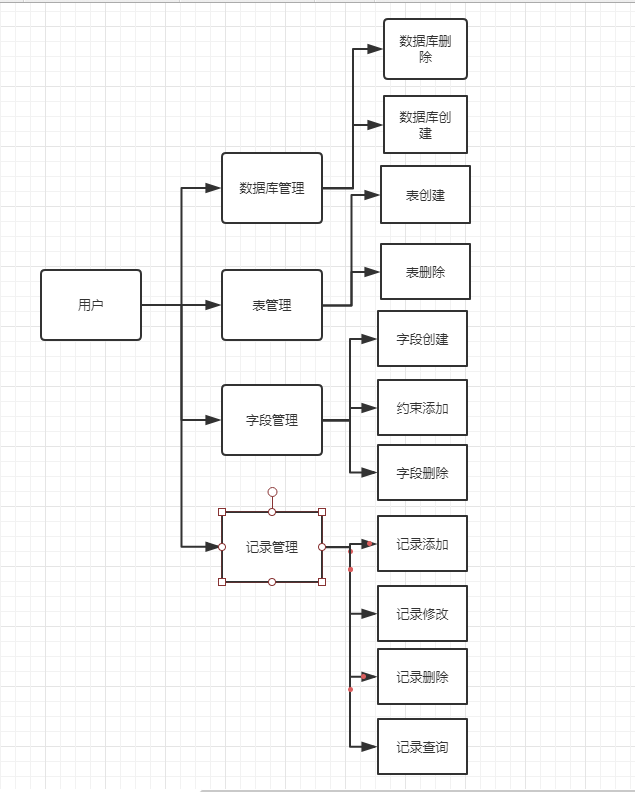 数据库删
除
数据库创
建
数据库管理
表创建
表删除
用户
表管理
字段创建
约束添加
字段管理
字段删除
记录添加
记录管理
记录修改
记录删除
记录查询